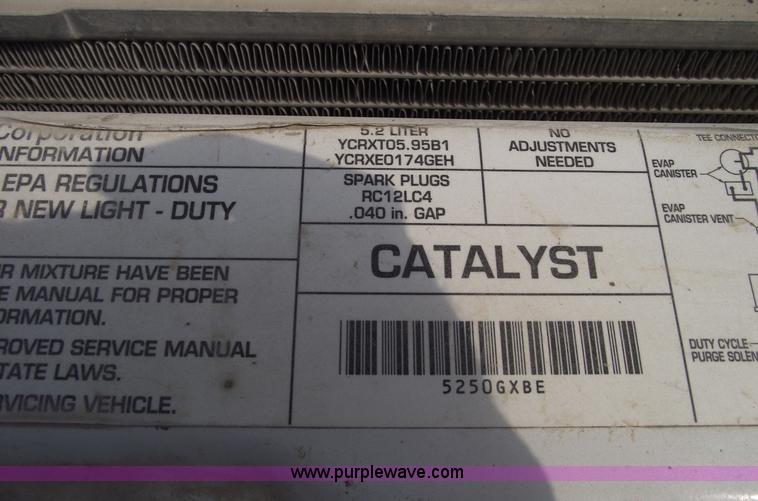 Corporation
NFORMATION
EPA REGULATIONS
R NEW LIGHT - DUTY
R MIXTURE HAVE BEEN
E MANUAL FOR PROPER
ORMATION.
ROVED SERVICE MANUAL
TATE LAWS.
RVICING VEHICLE.
5.2 LITER
YCRXT05.95B1
YCRXE0174GEH
NO
ADJUSTMENTS
NEEDED
SPARK PLUGS
RC12LC4
.040 in. GAP
CATALYST
5250GXBE
TEE CONNECTO
EVAP
CANISTER
EVAP
CANISTER VENT
DUTY CYCLE
PURGE SOLEN
www.purplewave.com